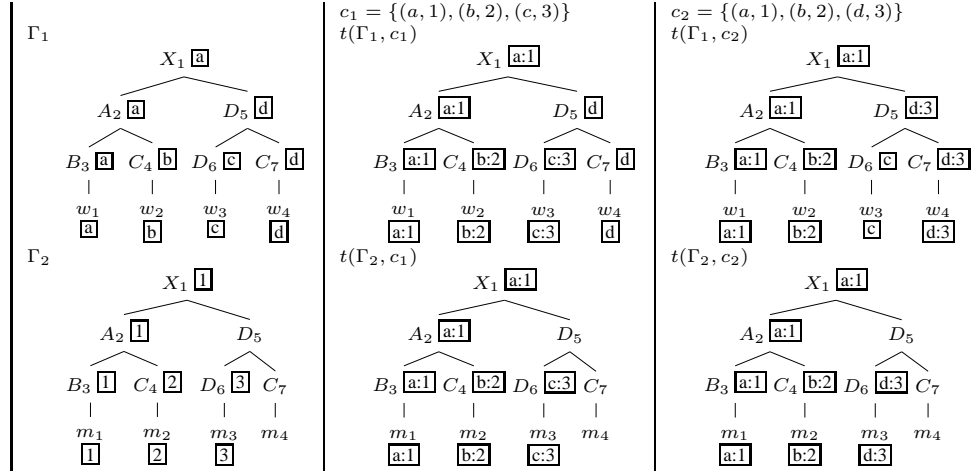 Γ₁
X₁ a
A₂ a D₅ d
B₃ a C₄ b D₆ c C₇ d
w₁ w₂ w₃ w₄
a b c d
Γ₂
X₁ 1
A₂ 1 D₅
B₃ 1 C₄ 2 D₆ 3 C₇
m₁ m₂ m₃ m₄
1 2 3
c₁ = {(a, 1), (b, 2), (c, 3)}
t(Γ₁, c₁)
X₁ a:1
A₂ a:1 D₅ d
B₃ a:1 C₄ b:2 D₆ c:3 C₇ d
w₁ w₂ w₃ w₄
a:1 b:2 c:3 d
t(Γ₂, c₁)
X₁ a:1
A₂ a:1 D₅
B₃ a:1 C₄ b:2 D₆ c:3 C₇
m₁ m₂ m₃ m₄
a:1 b:2 c:3
c₂ = {(a, 1), (b, 2), (d, 3)}
t(Γ₁, c₂)
X₁ a:1
A₂ a:1 D₅ d:3
B₃ a:1 C₄ b:2 D₆ c C₇ d:3
w₁ w₂ w₃ w₄
a:1 b:2 c d:3
t(Γ₂, c₂)
X₁ a:1
A₂ a:1 D₅
B₃ a:1 C₄ b:2 D₆ d:3 C₇
m₁ m₂ m₃ m₄
a:1 b:2 d:3